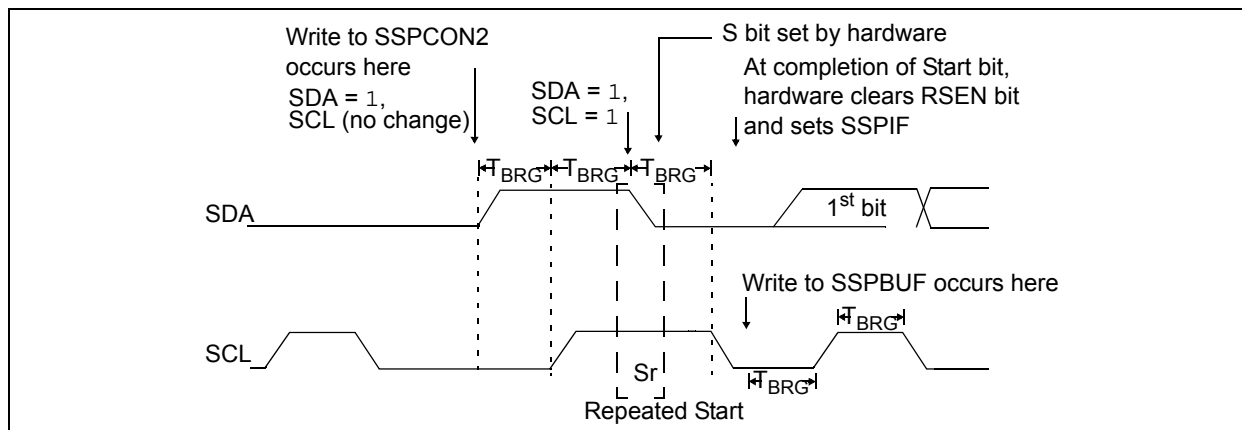 Write to SSPCON2
occurs here
SDA = 1,
SCL (no change)
SDA = 1,
SCL = 1
S bit set by hardware
At completion of Start bit,
hardware clears RSEN bit
and sets SSPIF
TBRG
TBRG
TBRG
SDA
1st bit
Write to SSPBUF occurs here
TBRG
SCL
Sr
TBRG
Repeated Start